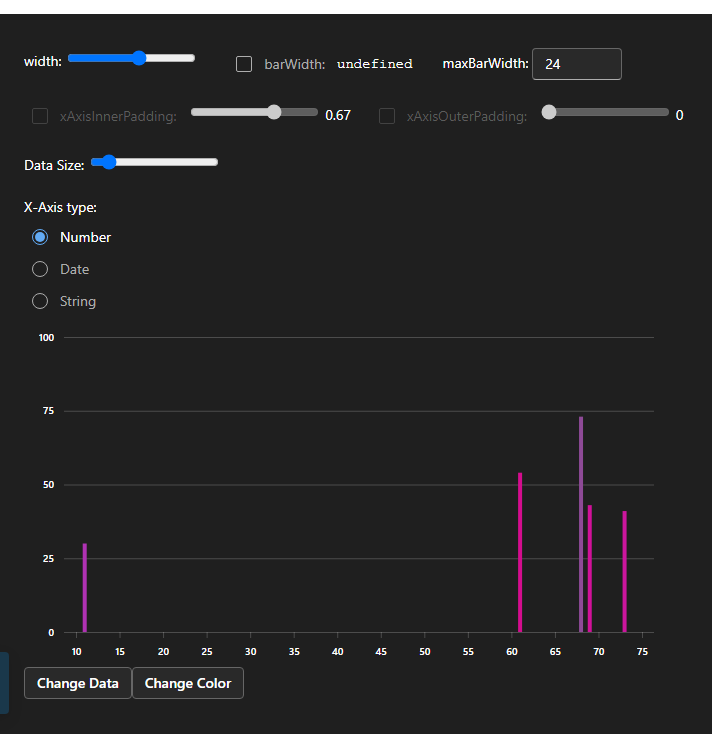 width: barWidth: undefined maxBarWidth: 24
xAxisInnerPadding: 0.67 xAxisOuterPadding: 0
Data Size:
X-Axis type:
Number
Date
String
100
75
50
25
0
10 15 20 25 30 35 40 45 50 55 60 65 70 75
Change Data Change Color